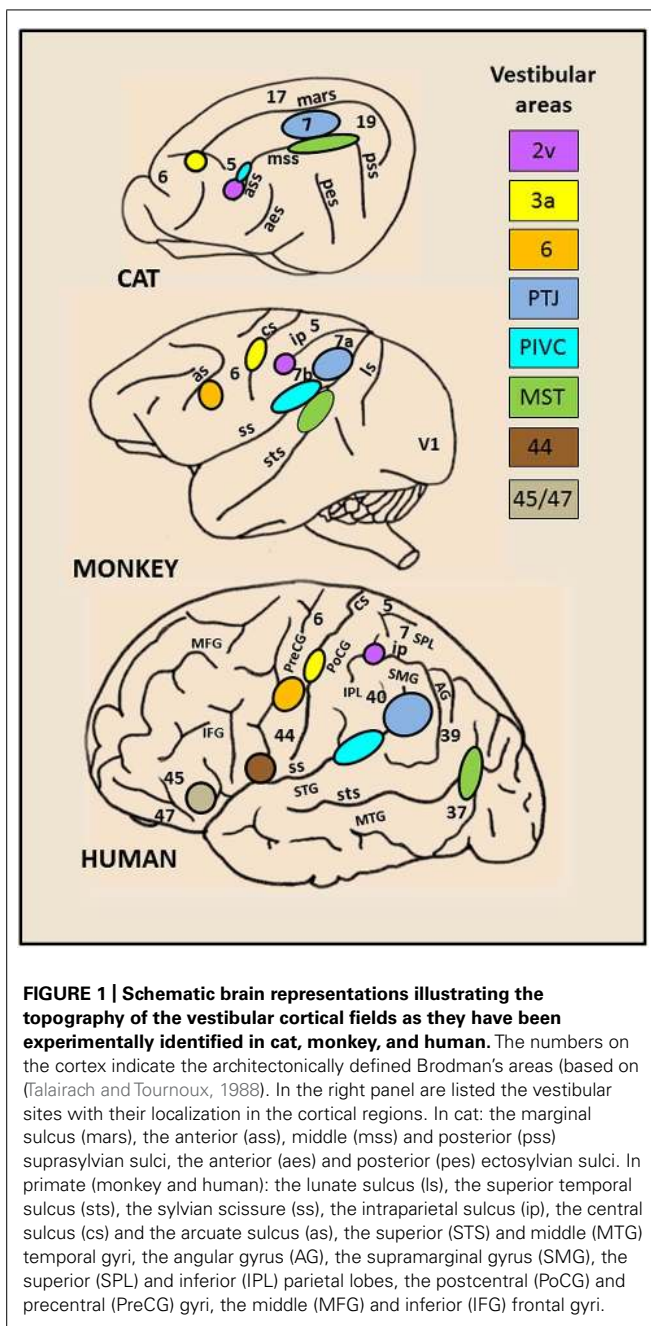 Vestibular
areas
2v
3a
6
PTJ
PIVC
MST
44
45/47
17 mars
7
19
6
5
mss
ass
pss
aes
pes
CAT
cs
ip
5
7a
as
6
7b
ls
ss
sts
V1
MONKEY
6
cs
5
7
SPL
ip
MFG
PreCG
PoCG
SMG
AG
IPL
40
IFG
44
39
ss
45
STG
sts
47
MTG
37
HUMAN
FIGURE 1 | Schematic brain representations illustrating the
topography of the vestibular cortical fields as they have been
experimentally identified in cat, monkey, and human. The numbers on
the cortex indicate the architectonically defined Brodman's areas (based on
(Talairach and Tournoux, 1988). In the right panel are listed the vestibular
sites with their localization in the cortical regions. In cat: the marginal
sulcus (mars), the anterior (ass), middle (mss) and posterior (pss)
suprasylvian sulci, the anterior (aes) and posterior (pes) ectosylvian sulci. In
primate (monkey and human): the lunate sulcus (ls), the superior temporal
sulcus (sts), the sylvian scissure (ss), the intraparietal sulcus (ip), the central
sulcus (cs) and the arcuate sulcus (as), the superior (STS) and middle (MTG)
temporal gyri, the angular gyrus (AG), the supramarginal gyrus (SMG), the
superior (SPL) and inferior (IPL) parietal lobes, the postcentral (PoCG) and
precentral (PreCG) gyri, the middle (MFG) and inferior (IFG) frontal gyri.